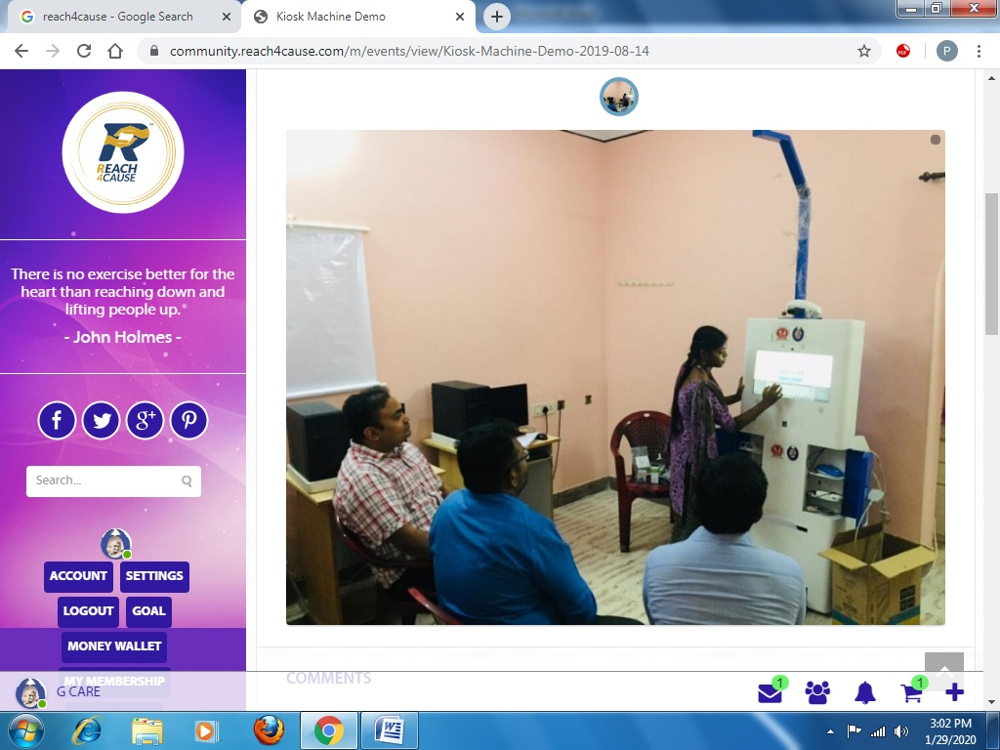 reach4cause - Google Search
Kiosk Machine Demo
community.reach4cause.com/m/events/view/Kiosk-Machine-Demo-2019-08-14
PDF
P
R
REACH
4CAUSE
There is no exercise better for the
heart than reaching down and
lifting people up.
- John Holmes -
Search...
ACCOUNT SETTINGS
LOGOUT GOAL
MONEY WALLET
MY MEMBERSHIP
COMMENTS
G CARE
1
1
3:02 PM
1/29/2020